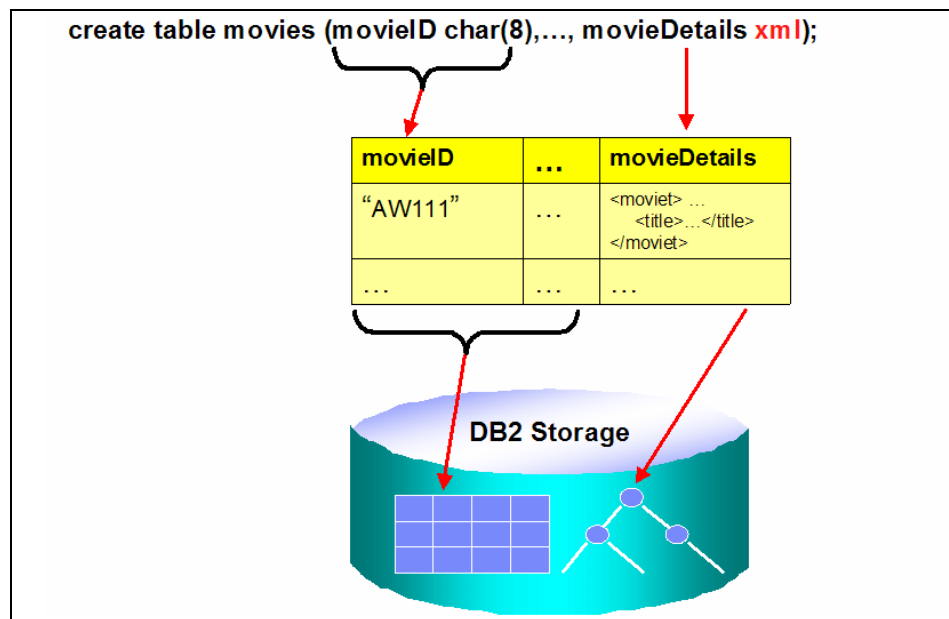 create table movies (movieID char(8),…, movieDetails xml);
movieID … movieDetails
“AW111” … <moviet> …
<title>…</title>
</moviet>
… … …
DB2 Storage